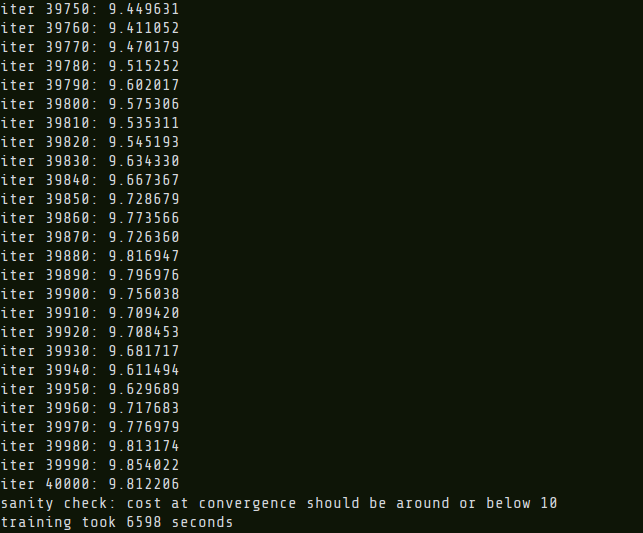 iter 39750: 9.449631
iter 39760: 9.411052
iter 39770: 9.470179
iter 39780: 9.515252
iter 39790: 9.602017
iter 39800: 9.575306
iter 39810: 9.535311
iter 39820: 9.545193
iter 39830: 9.634330
iter 39840: 9.667367
iter 39850: 9.728679
iter 39860: 9.773566
iter 39870: 9.726360
iter 39880: 9.816947
iter 39890: 9.796976
iter 39900: 9.756038
iter 39910: 9.709420
iter 39920: 9.708453
iter 39930: 9.681717
iter 39940: 9.611494
iter 39950: 9.629689
iter 39960: 9.717683
iter 39970: 9.776979
iter 39980: 9.813174
iter 39990: 9.854022
iter 40000: 9.812206
sanity check: cost at convergence should be around or below 10
training took 6598 seconds